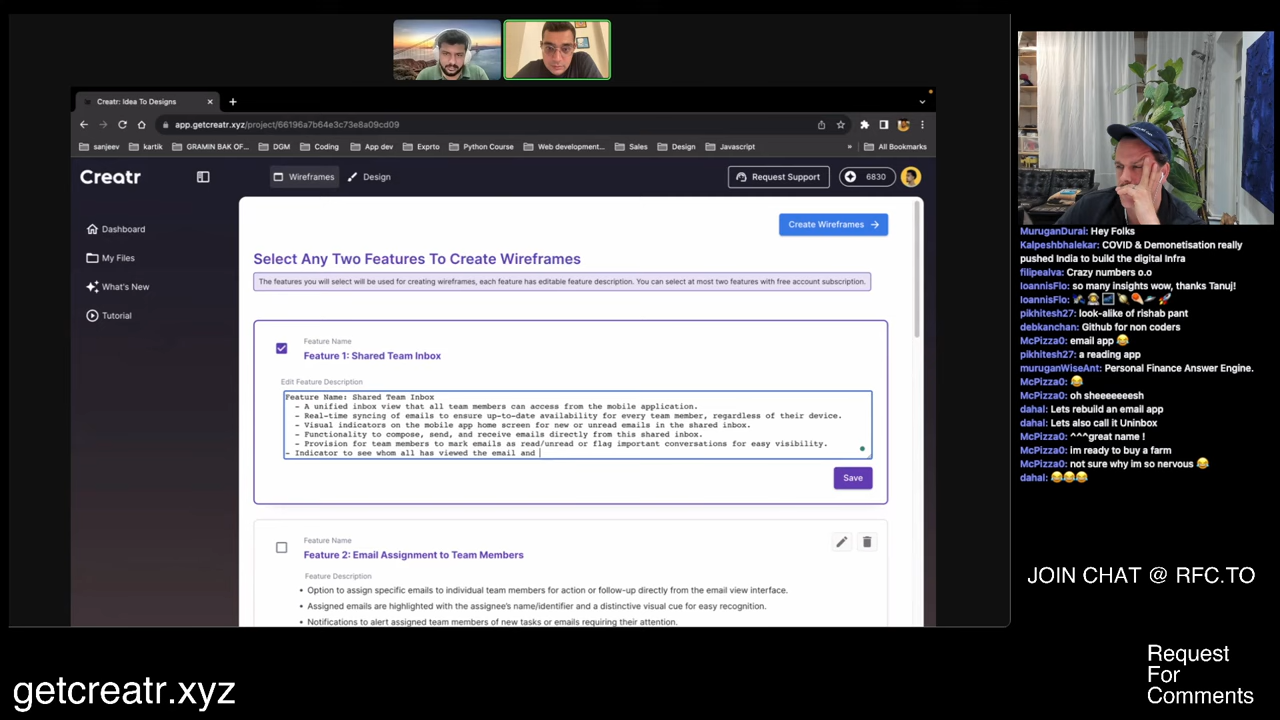 Creatr: Idea To Designs
app.getcreatr.xyz/project/66196a7b64e3c73e8a09cd09
sanjeev
kartik
GRAMIN BAK OF...
DGM
Coding
App dev
Exprto
Python Course
Web development...
Sales
Design
Javascript
»
All Bookmarks
Creatr
Wireframes
Design
Request Support
6830
Dashboard
My Files
What's New
Tutorial
Create Wireframes →
Select Any Two Features To Create Wireframes
The features you will select will be used for creating wireframes, each feature has editable feature description. You can select at most two features with free account subscription.
Feature Name
Feature 1: Shared Team Inbox
Edit Feature Description
Feature Name: Shared Team Inbox
- A unified inbox view that all team members can access from the mobile application.
- Real-time syncing of emails to ensure up-to-date availability for every team member, regardless of their device.
- Visual indicators on the mobile app home screen for new or unread emails in the shared inbox.
- Functionality to compose, send, and receive emails directly from this shared inbox.
- Provision for team members to mark emails as read/unread or flag important conversations for easy visibility.
- Indicator to see whom all has viewed the email and
Save
Feature Name
Feature 2: Email Assignment to Team Members
Feature Description
• Option to assign specific emails to individual team members for action or follow-up directly from the email view interface.
• Assigned emails are highlighted with the assignee's name/identifier and a distinctive visual cue for easy recognition.
• Notifications to alert assigned team members of new tasks or emails requiring their attention.
MuruganDurai: Hey Folks
Kalpeshbhalekar: COVID & Demonetisation really
pushed India to build the digital infra
filipealva: Crazy numbers o.o
IoannisFlo: so many insights wow, thanks Tanuj!
IoannisFlo:
pikhitesh27: look-alike of rishab pant
debkanchan: Github for non coders
McPizza0: email app 😂
pikhitesh27: a reading app
muruganWiseAnt: Personal Finance Answer Engine.
McPizza0: 😂
McPizza0: oh sheeeeeeesh
dahal: Lets rebuild an email app
dahal: Lets also call it Uninbox
McPizza0: ^^^great name !
McPizza0: im ready to buy a farm
McPizza0: not sure why im so nervous 😂
dahal: 😂😂😂
JOIN CHAT @ RFC.TO
Request
For
Comments
getcreatr.xyz